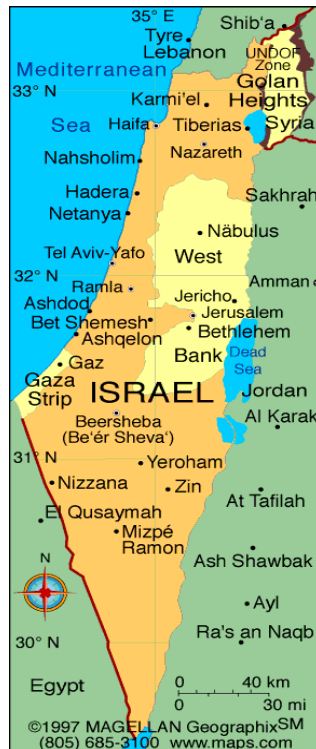 35° E
Shib'a
Tyre
Lebanon
UNDOF
Zone
Mediterranean
Golan
Heights
33° N
Karmi'el
Sea
Haifa
Tiberias
Syria
Nazareth
Nahsholim
Hadera
Sakhrah
Netanya
Näbulus
West
Tel Aviv-Yafo
32° N
Amman
Ramla
Jericho
Ashdod
Jerusalem
Bet Shemesh
Bethlehem
Ashqelon
Bank
Dead
Sea
Gaz
Gaza
Strip
ISRAEL
Jordan
Beersheba
(Be'ér Sheva')
Al Karak
31° N
Yeroham
Nizzana
Zin
At Tafilah
El Qusaymah
Mizpé
Ramon
N
Ash Shawbak
Ayl
30° N
Ra's an Naqb
Egypt
0 40 km
0 30 mi
©1997 MAGELLAN Geographix℠
(805) 685-3100 www.maps.com